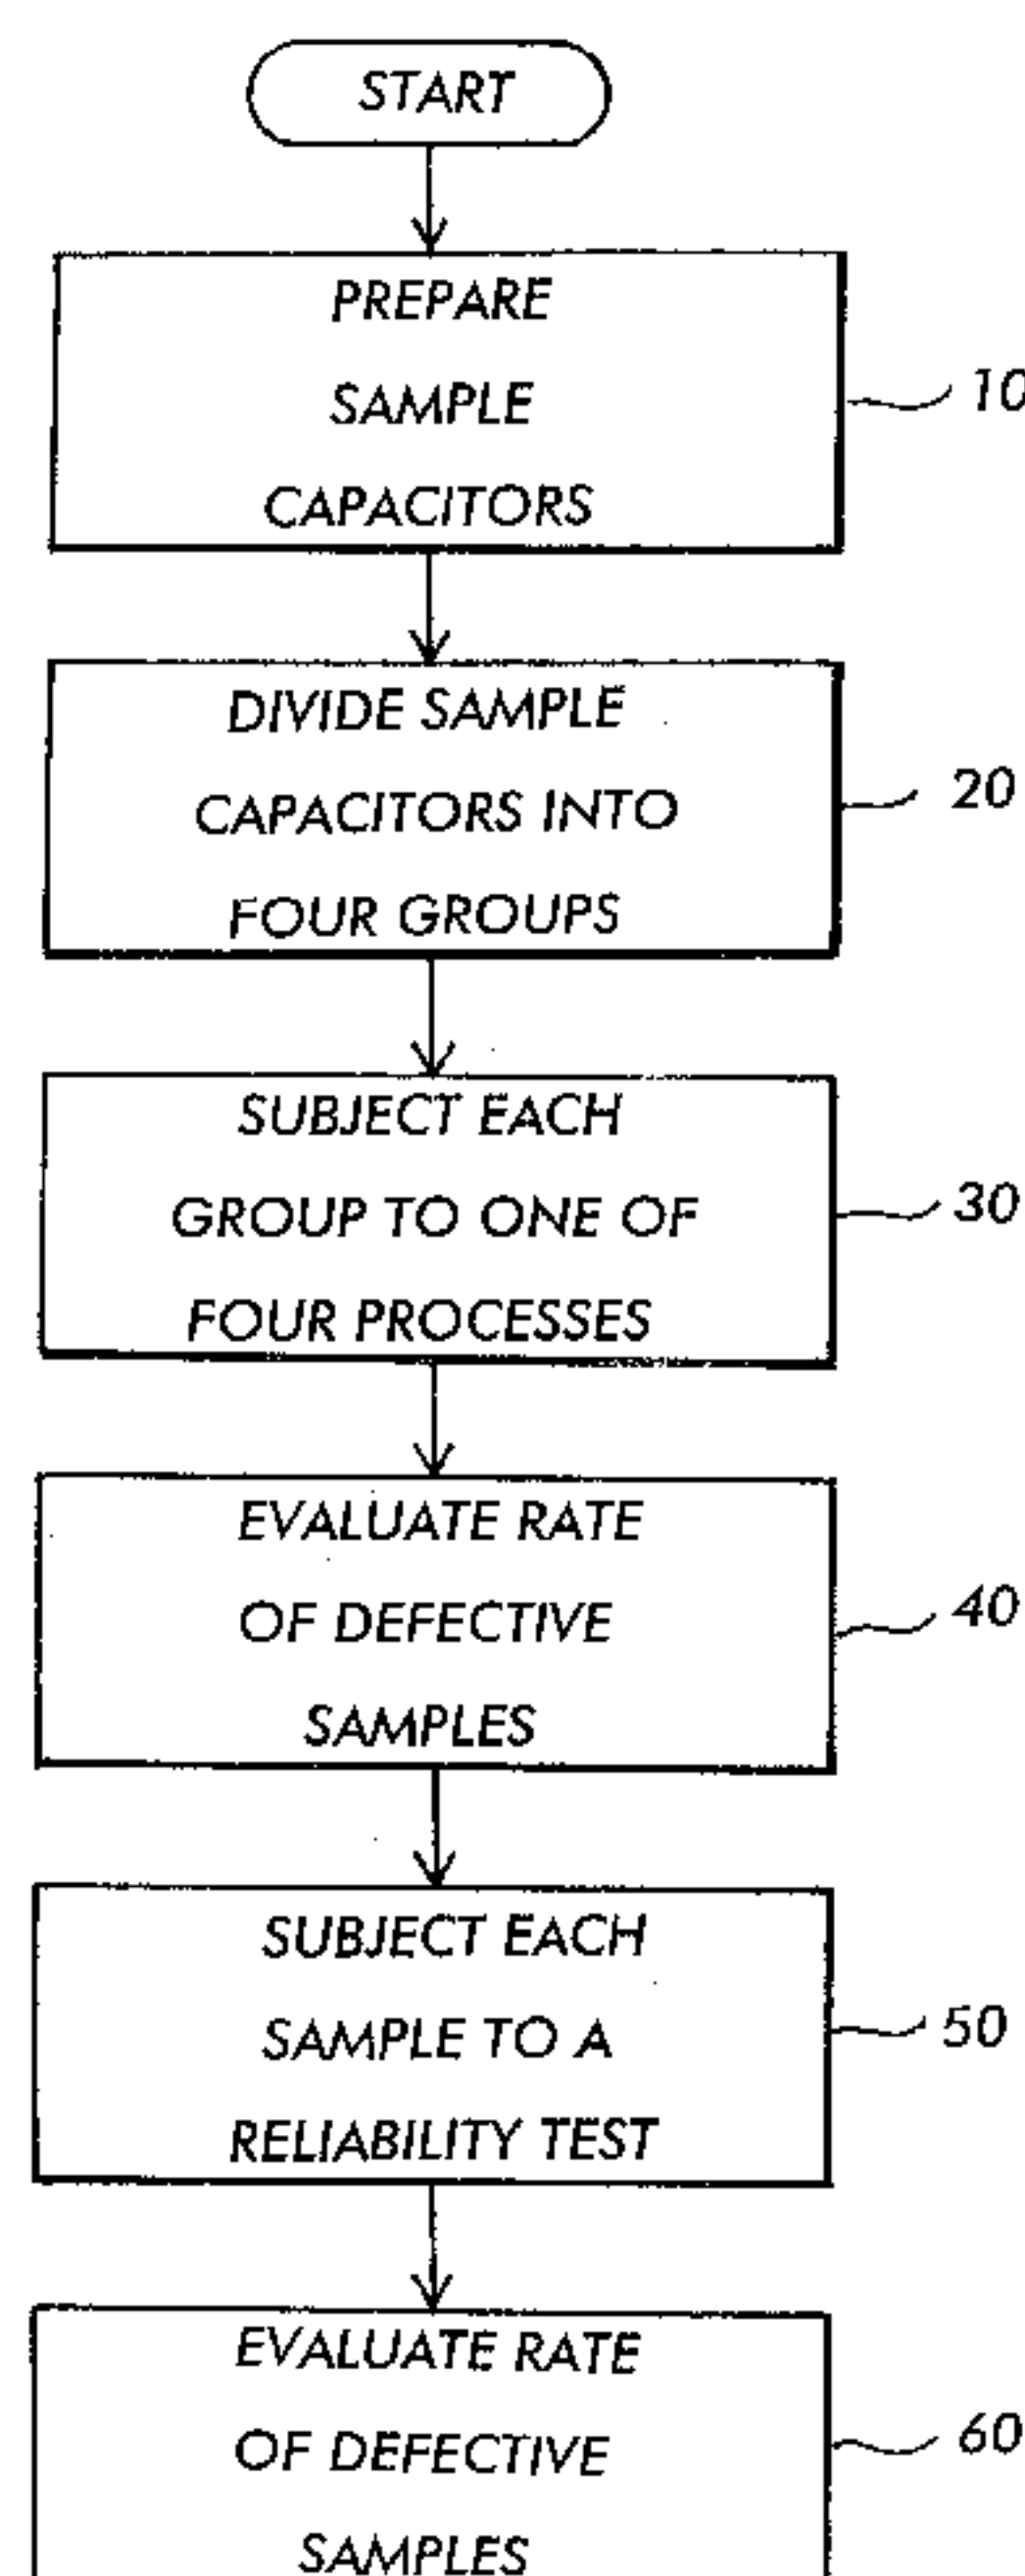 START
PREPARE
SAMPLE
CAPACITORS
10
DIVIDE SAMPLE
CAPACITORS INTO
FOUR GROUPS
20
SUBJECT EACH
GROUP TO ONE OF
FOUR PROCESSES
30
EVALUATE RATE
OF DEFECTIVE
SAMPLES
40
SUBJECT EACH
SAMPLE TO A
RELIABILITY TEST
50
EVALUATE RATE
OF DEFECTIVE
SAMPLES
60